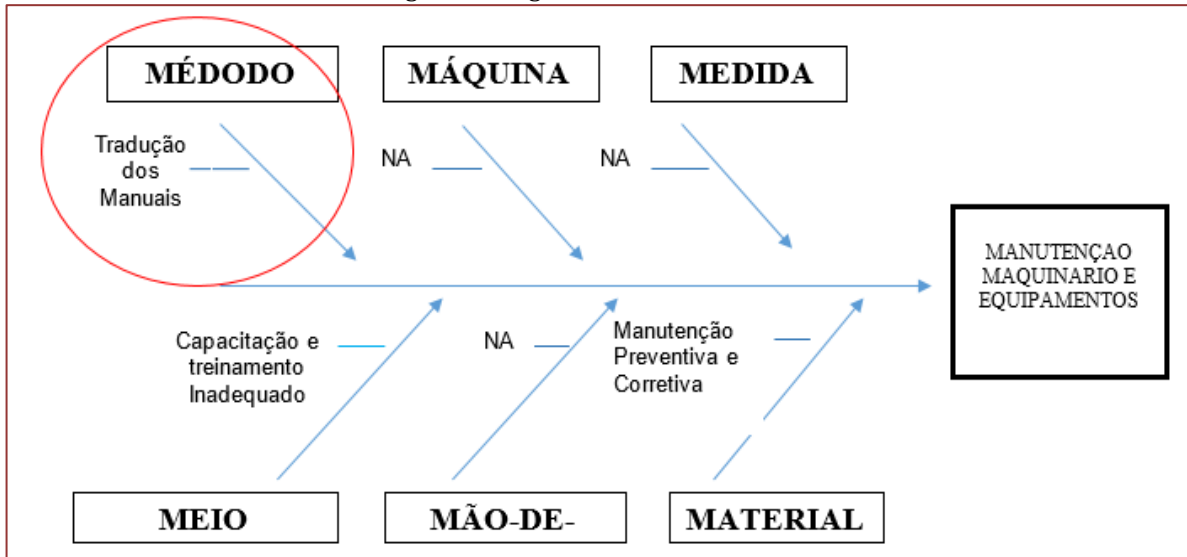 MÉDODO
MÁQUINA
MEDIDA
Tradução
dos
Manuais
NA
NA
MANUTENÇAO
MAQUINARIO E
EQUIPAMENTOS
Capacitação e
treinamento
Inadequado
NA
Manutenção
Preventiva e
Corretiva
MEIO
MÃO-DE-
MATERIAL